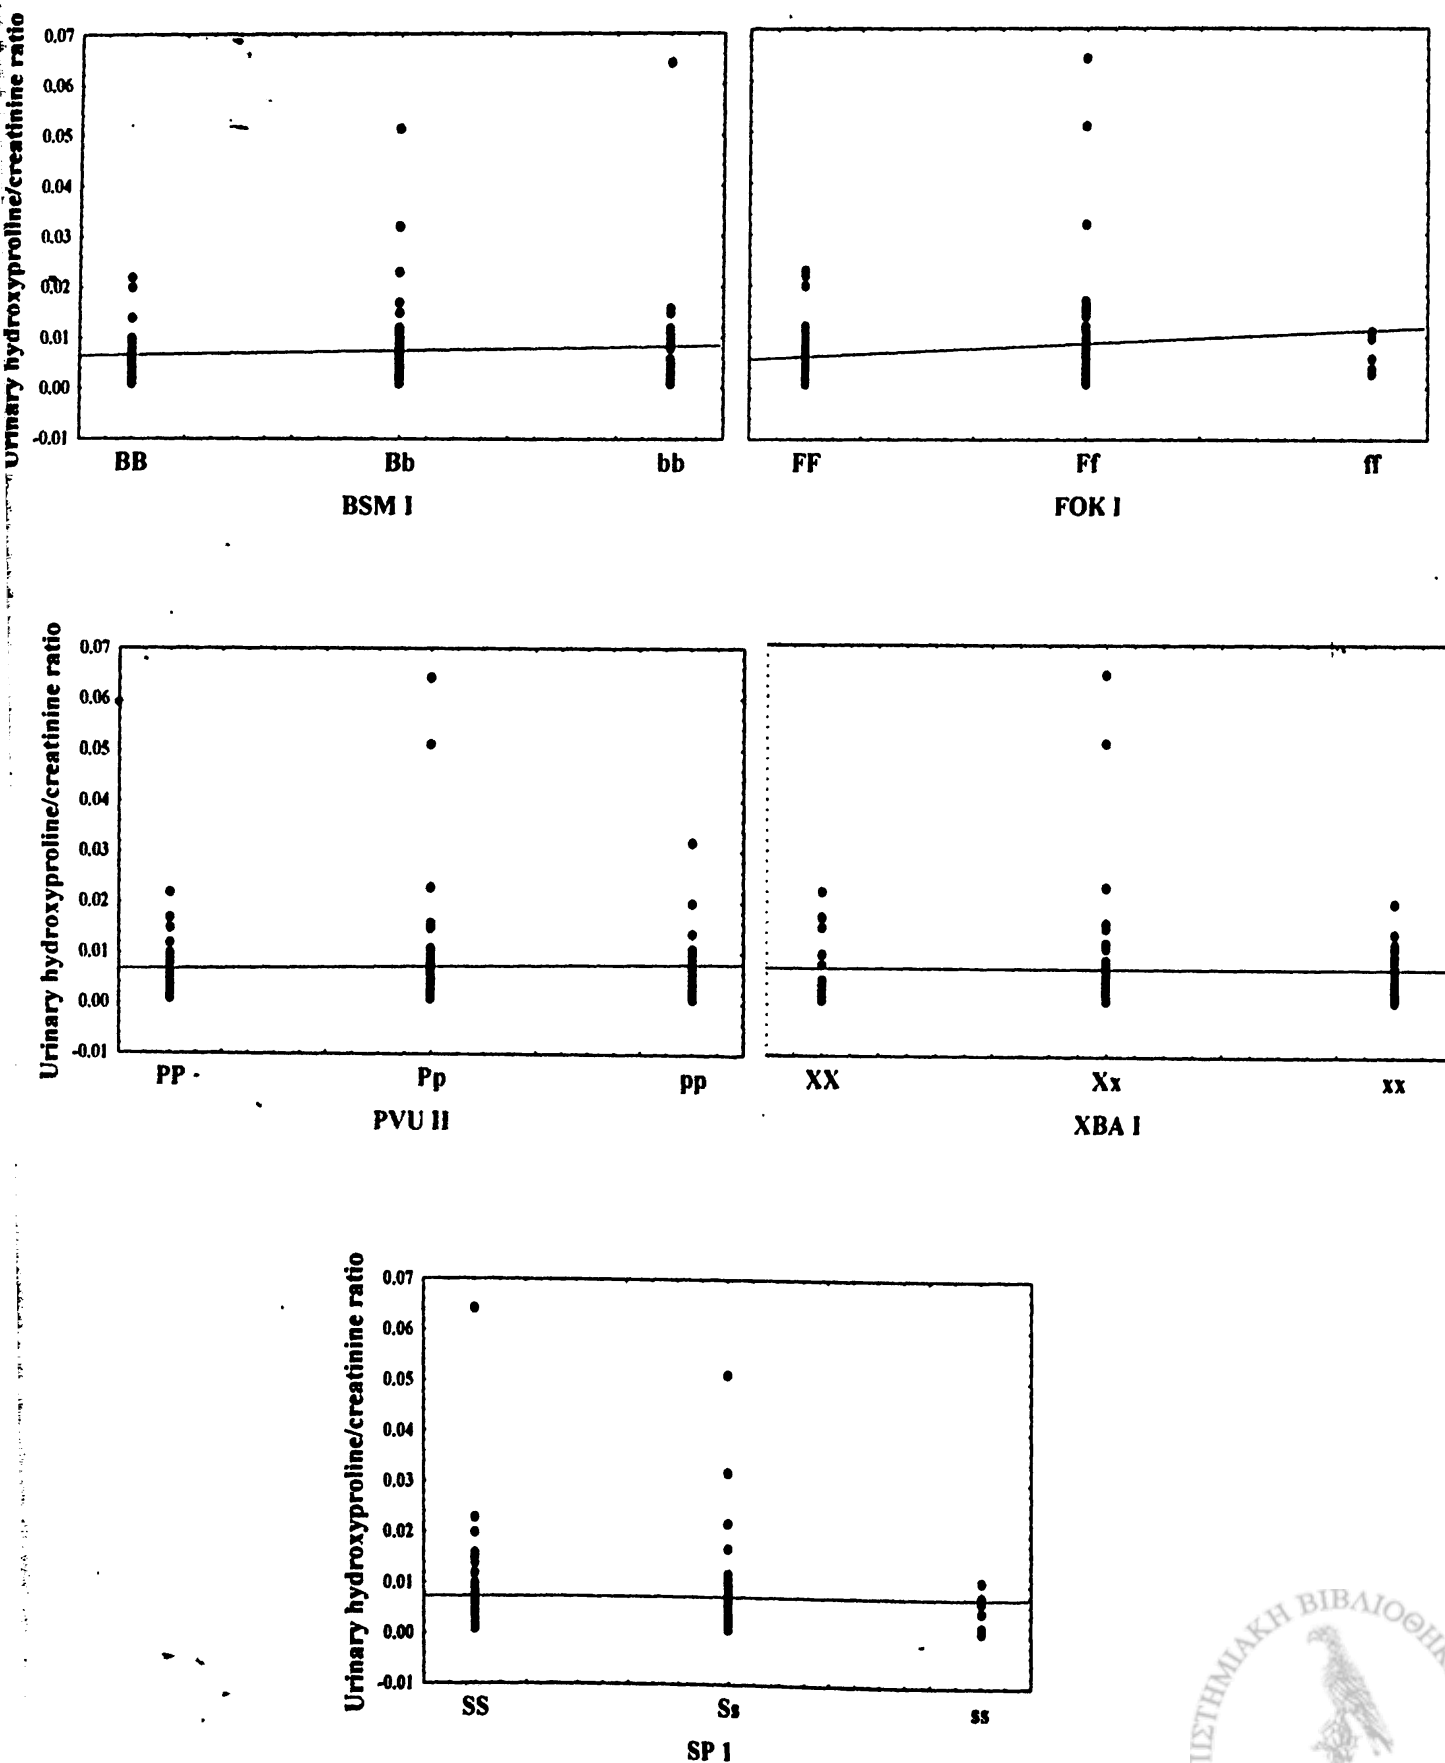 Urinary hydroxyproline/creatinine ratio
0.07
0.06
0.05
0.04
0.03
0.02
0.01
0.00
-0.01
BB Bb bb
BSM I
FF Ff ff
FOK I
Urinary hydroxyproline/creatinine ratio
0.07
0.06
0.05
0.04
0.03
0.02
0.01
0.00
-0.01
PP Pp pp
PVU II
XX Xx xx
XBA I
Urinary hydroxyproline/creatinine ratio
0.07
0.06
0.05
0.04
0.03
0.02
0.01
0.00
-0.01
SS Ss ss
SP 1